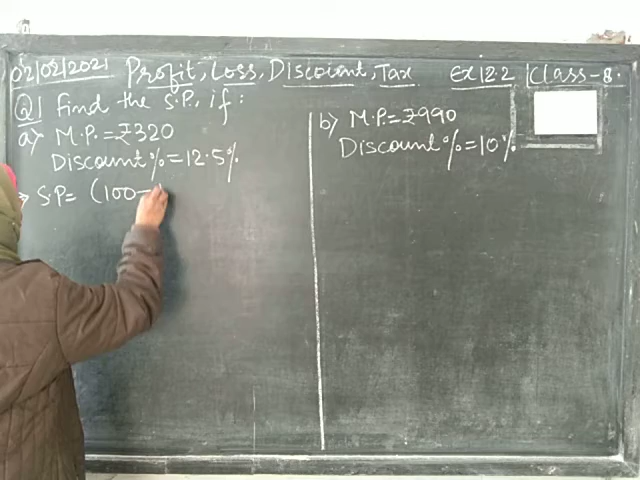 02/02/2021 Profit, Loss, Discount, Tax Ex 12.2 Class-8.
Q1 Find the S.P., if :
a) M.P.=₹320
Discount%=12.5%
⇒ S.P= (100-
b) M.P.=₹990
Discount%=10%